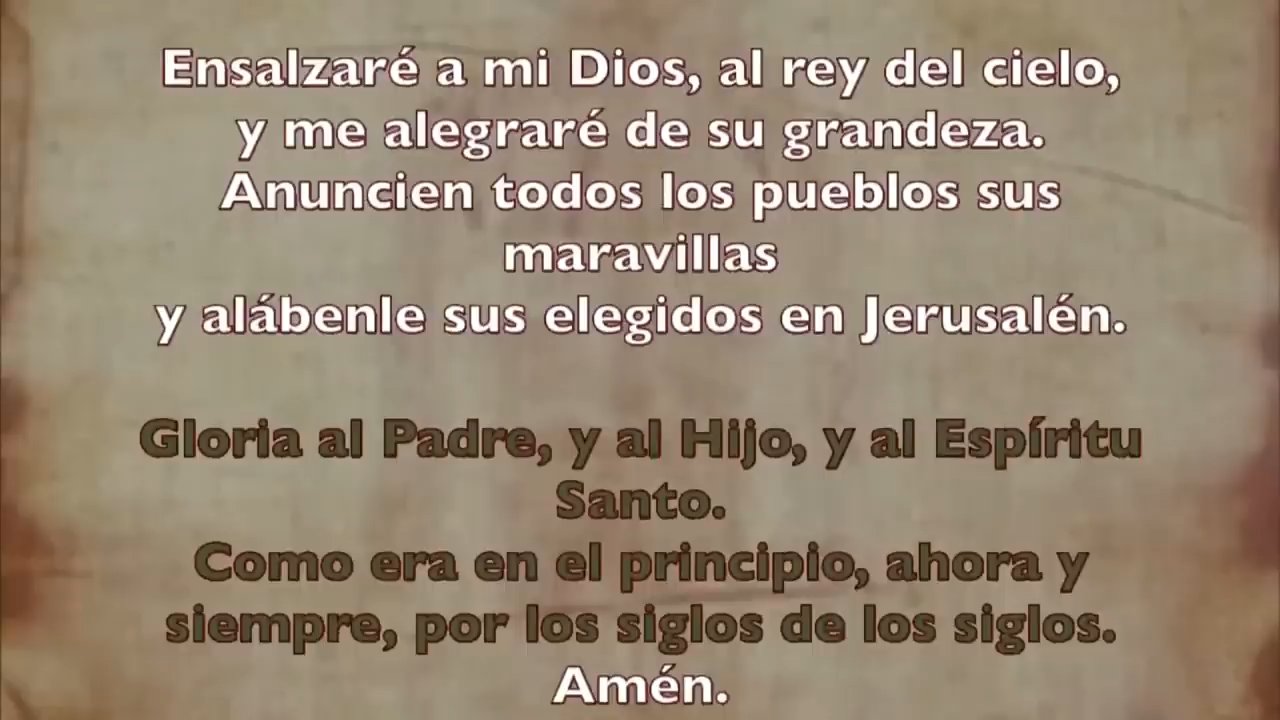 Ensalzaré a mi Dios, al rey del cielo,
y me alegraré de su grandeza.
Anuncien todos los pueblos sus
maravillas
y alábenle sus elegidos en Jerusalén.
Gloria al Padre, y al Hijo, y al Espíritu
Santo.
Como era en el principio, ahora y
siempre, por los siglos de los siglos.
Amén.